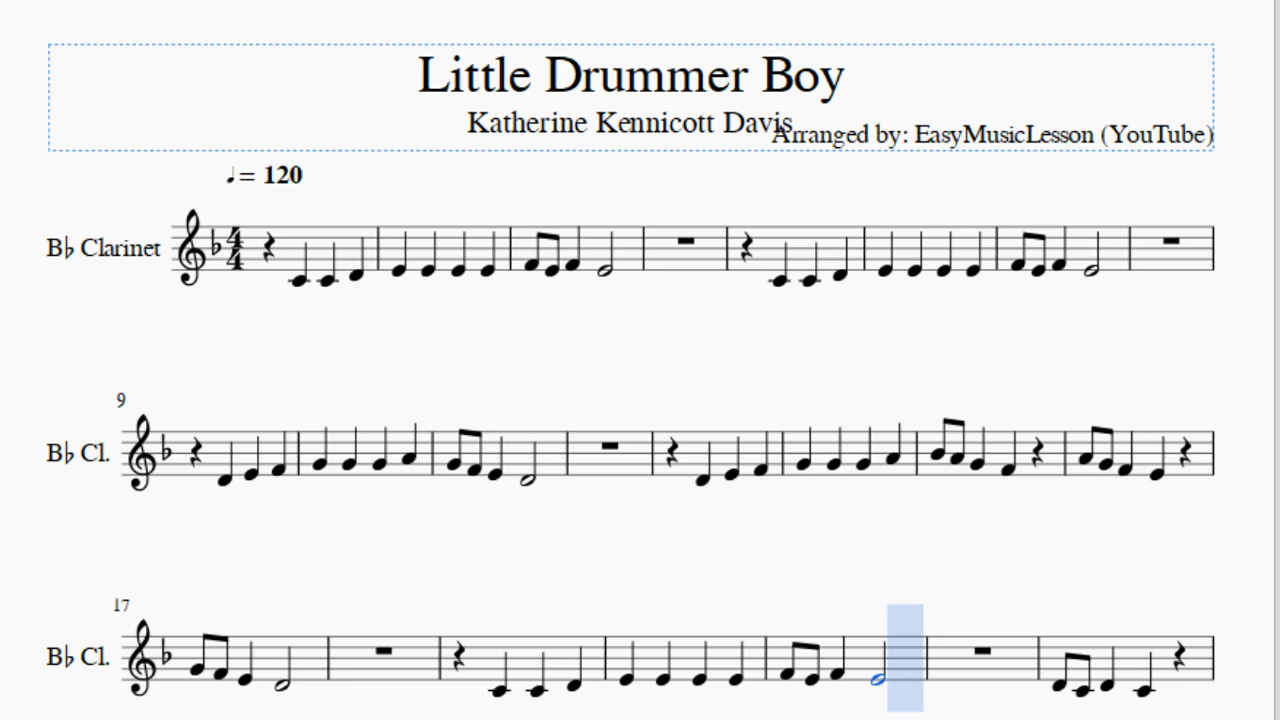 Little Drummer Boy
Katherine Kennicott Davis
Arranged by: EasyMusicLesson (YouTube)
♩= 120
B♭ Clarinet
4
4
9
B♭ Cl.
17
B♭ Cl.